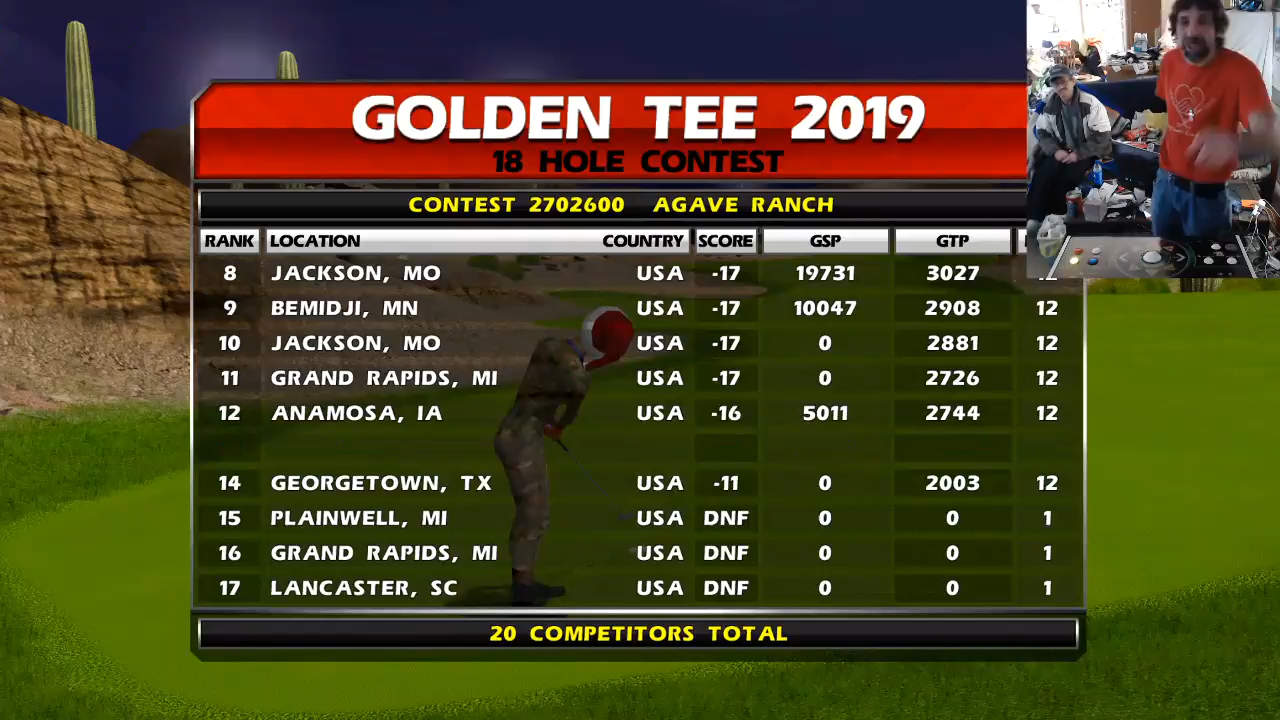 GOLDEN TEE 2019
18 HOLE CONTEST
CONTEST 2702600 AGAVE RANCH
RANK LOCATION COUNTRY SCORE GSP GTP
8 JACKSON, MO USA -17 19731 3027 12
9 BEMIDJI, MN USA -17 10047 2908 12
10 JACKSON, MO USA -17 0 2881 12
11 GRAND RAPIDS, MI USA -17 0 2726 12
12 ANAMOSA, IA USA -16 5011 2744 12
14 GEORGETOWN, TX USA -11 0 2003 12
15 PLAINWELL, MI USA DNF 0 0 1
16 GRAND RAPIDS, MI USA DNF 0 0 1
17 LANCASTER, SC USA DNF 0 0 1
20 COMPETITORS TOTAL